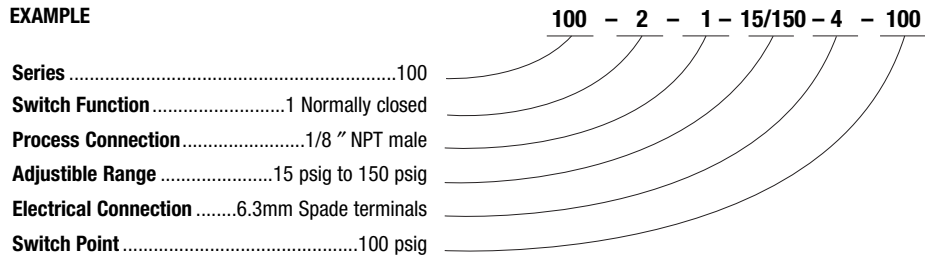 EXAMPLE 100 – 2 – 1 – 15/150 – 4 – 100
Series....................................................100
Switch Function.....................1 Normally closed
Process Connection.......................1/8 ″ NPT male
Adjustible Range ..................15 psig to 150 psig
Electrical Connection ........6.3mm Spade terminals
Switch Point.........................................100 psig